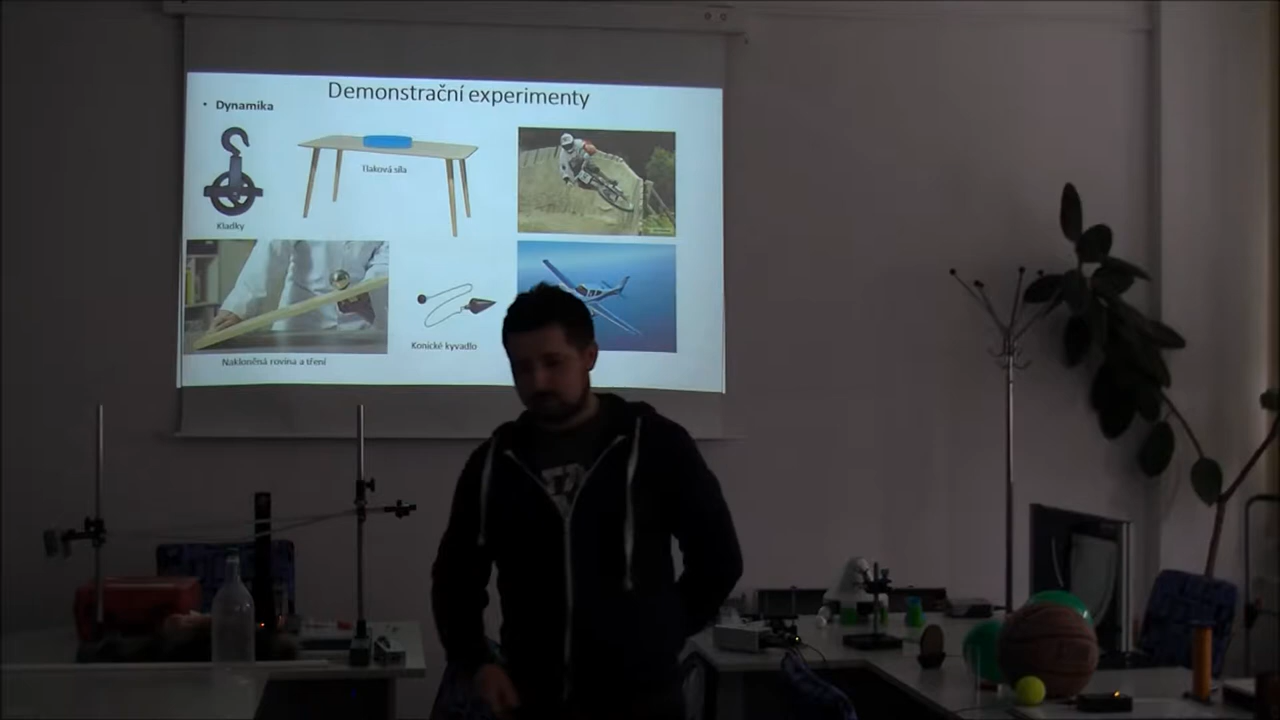 Demonstrační experimenty
• Dynamika
Tlaková síla
Kladky
Konické kyvadlo
Nakloněná rovina a tření